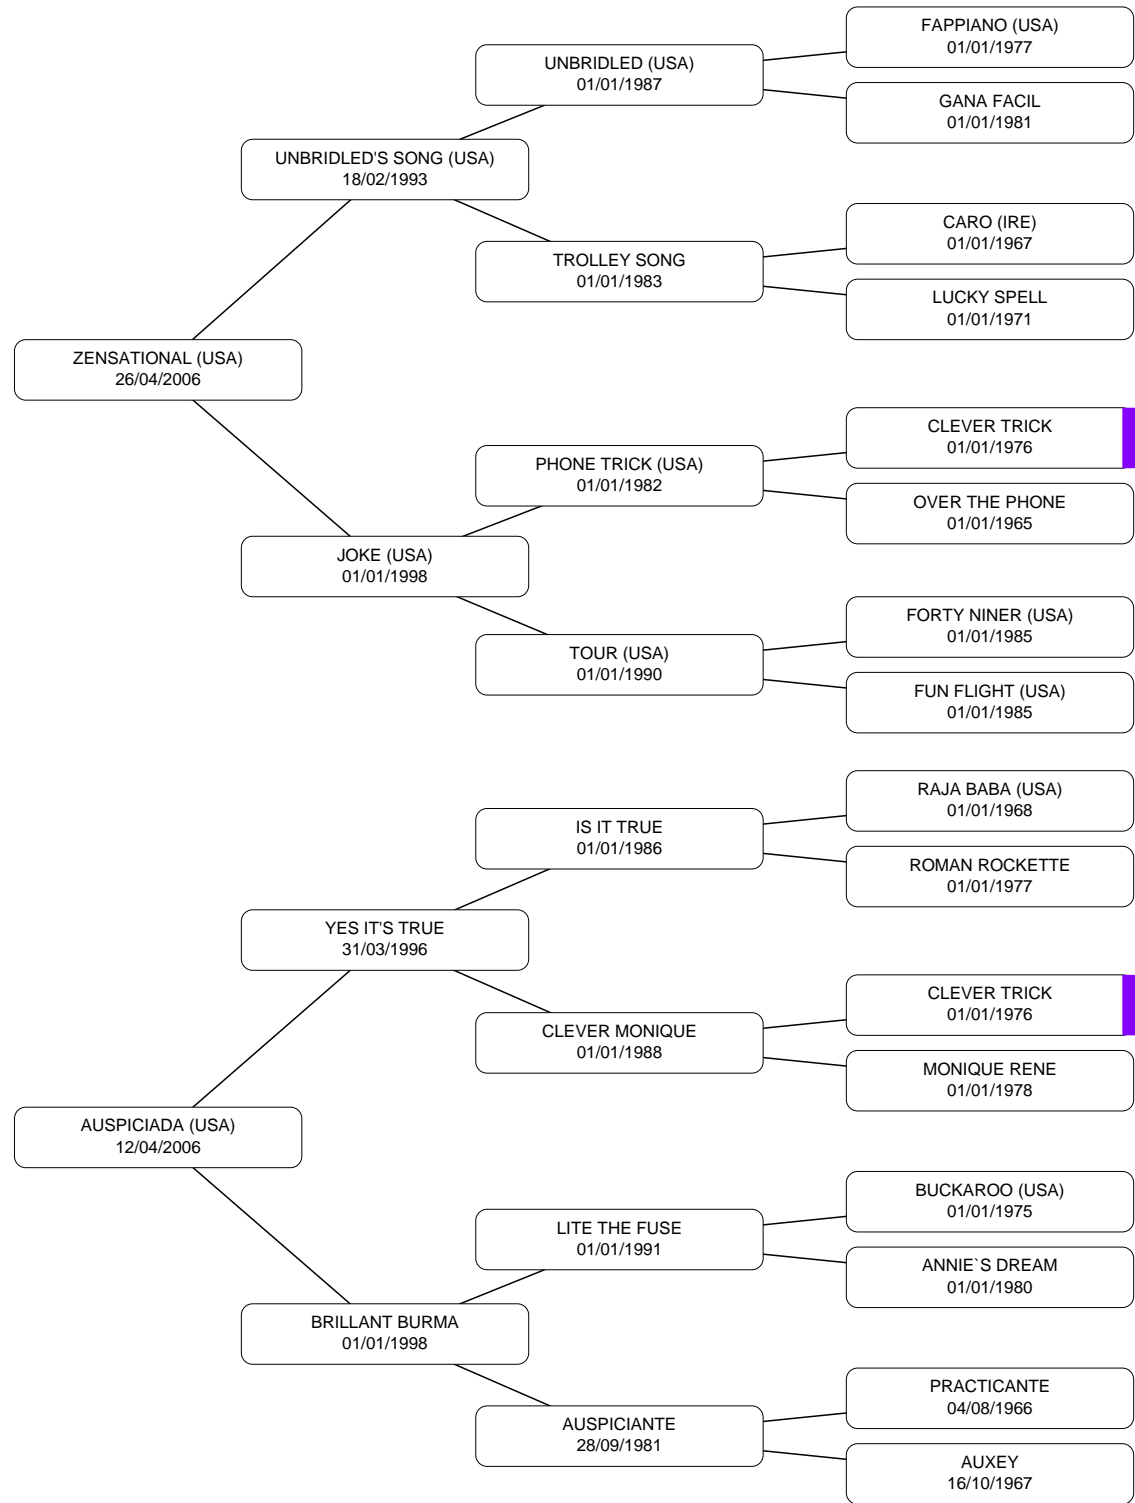 FAPPIANO (USA)
01/01/1977
UNBRIDLED (USA)
01/01/1987
GANA FACIL
01/01/1981
UNBRIDLED'S SONG (USA)
18/02/1993
CARO (IRE)
01/01/1967
TROLLEY SONG
01/01/1983
LUCKY SPELL
01/01/1971
ZENSATIONAL (USA)
26/04/2006
CLEVER TRICK
01/01/1976
PHONE TRICK (USA)
01/01/1982
OVER THE PHONE
01/01/1965
JOKE (USA)
01/01/1998
FORTY NINER (USA)
01/01/1985
TOUR (USA)
01/01/1990
FUN FLIGHT (USA)
01/01/1985
RAJA BABA (USA)
01/01/1968
IS IT TRUE
01/01/1986
ROMAN ROCKETTE
01/01/1977
YES IT'S TRUE
31/03/1996
CLEVER TRICK
01/01/1976
CLEVER MONIQUE
01/01/1988
MONIQUE RENE
01/01/1978
AUSPICIADA (USA)
12/04/2006
BUCKAROO (USA)
01/01/1975
LITE THE FUSE
01/01/1991
ANNIE`S DREAM
01/01/1980
BRILLANT BURMA
01/01/1998
PRACTICANTE
04/08/1966
AUSPICIANTE
28/09/1981
AUXEY
16/10/1967